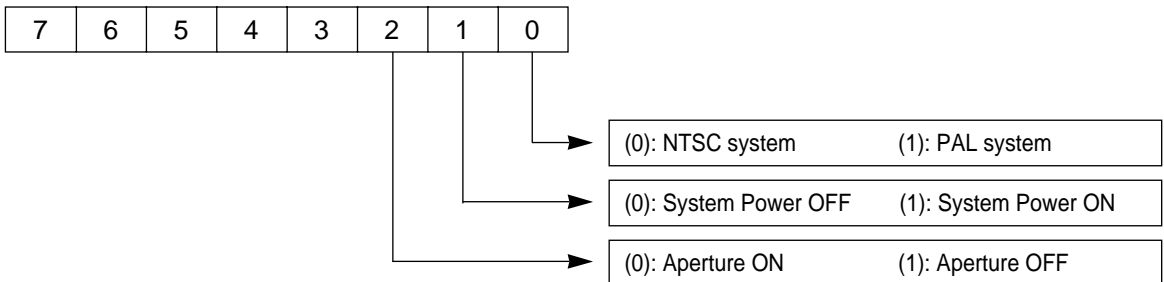 7 6 5 4 3 2 1 0
(0): NTSC system (1): PAL system
(0): System Power OFF (1): System Power ON
(0): Aperture ON (1): Aperture OFF